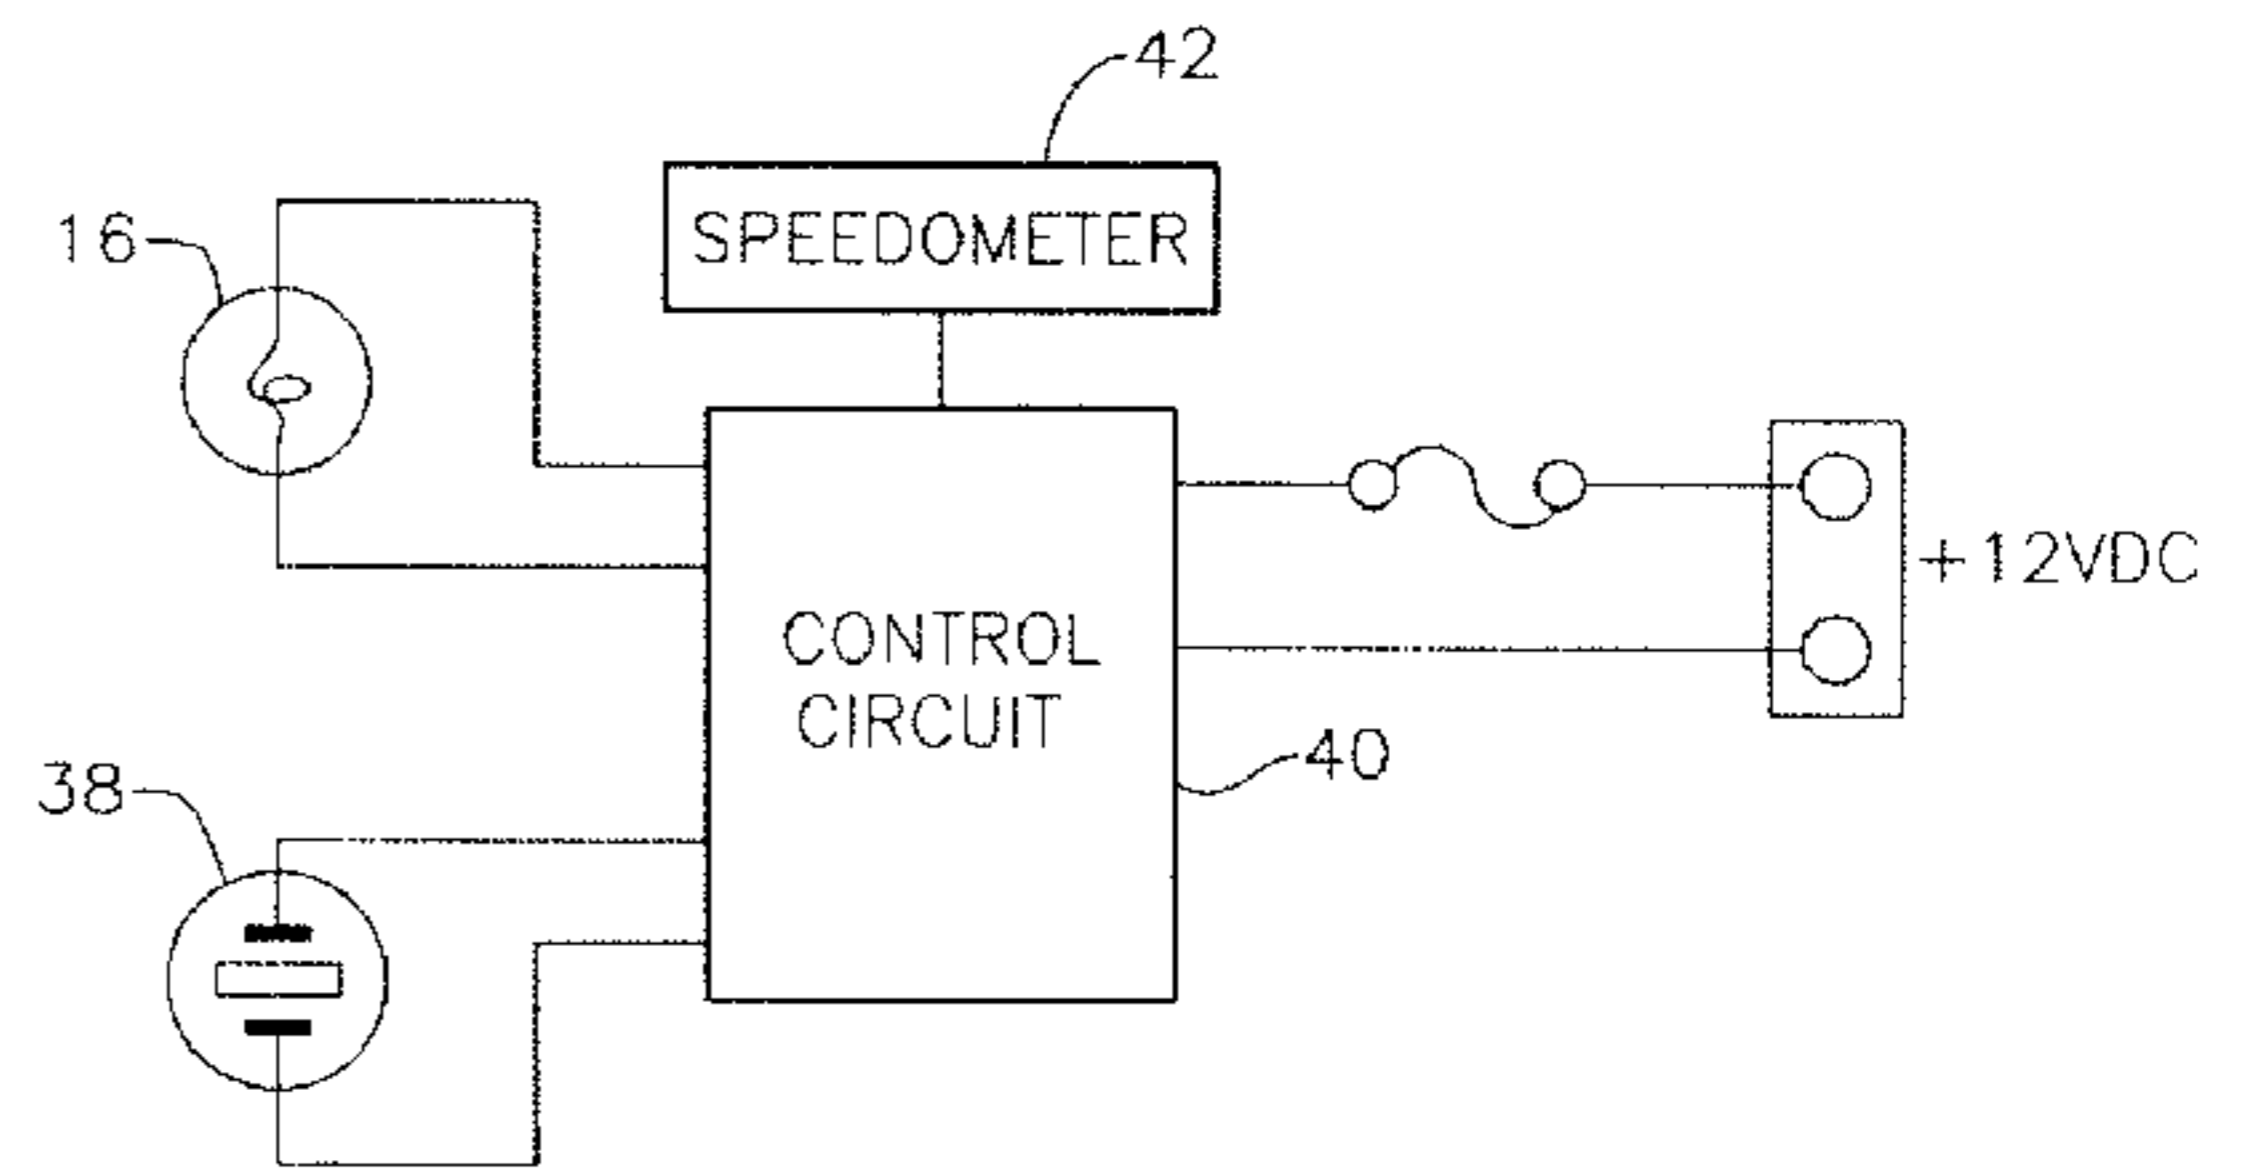 42
SPEEDOMETER
16
+12VDC
CONTROL
CIRCUIT
40
38